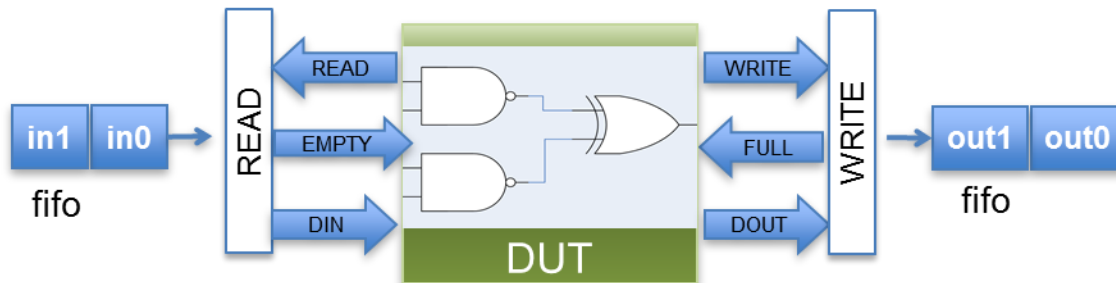 in1 in0
fifo
READ
READ
EMPTY
DIN
DUT
WRITE
FULL
DOUT
WRITE
out1 out0
fifo